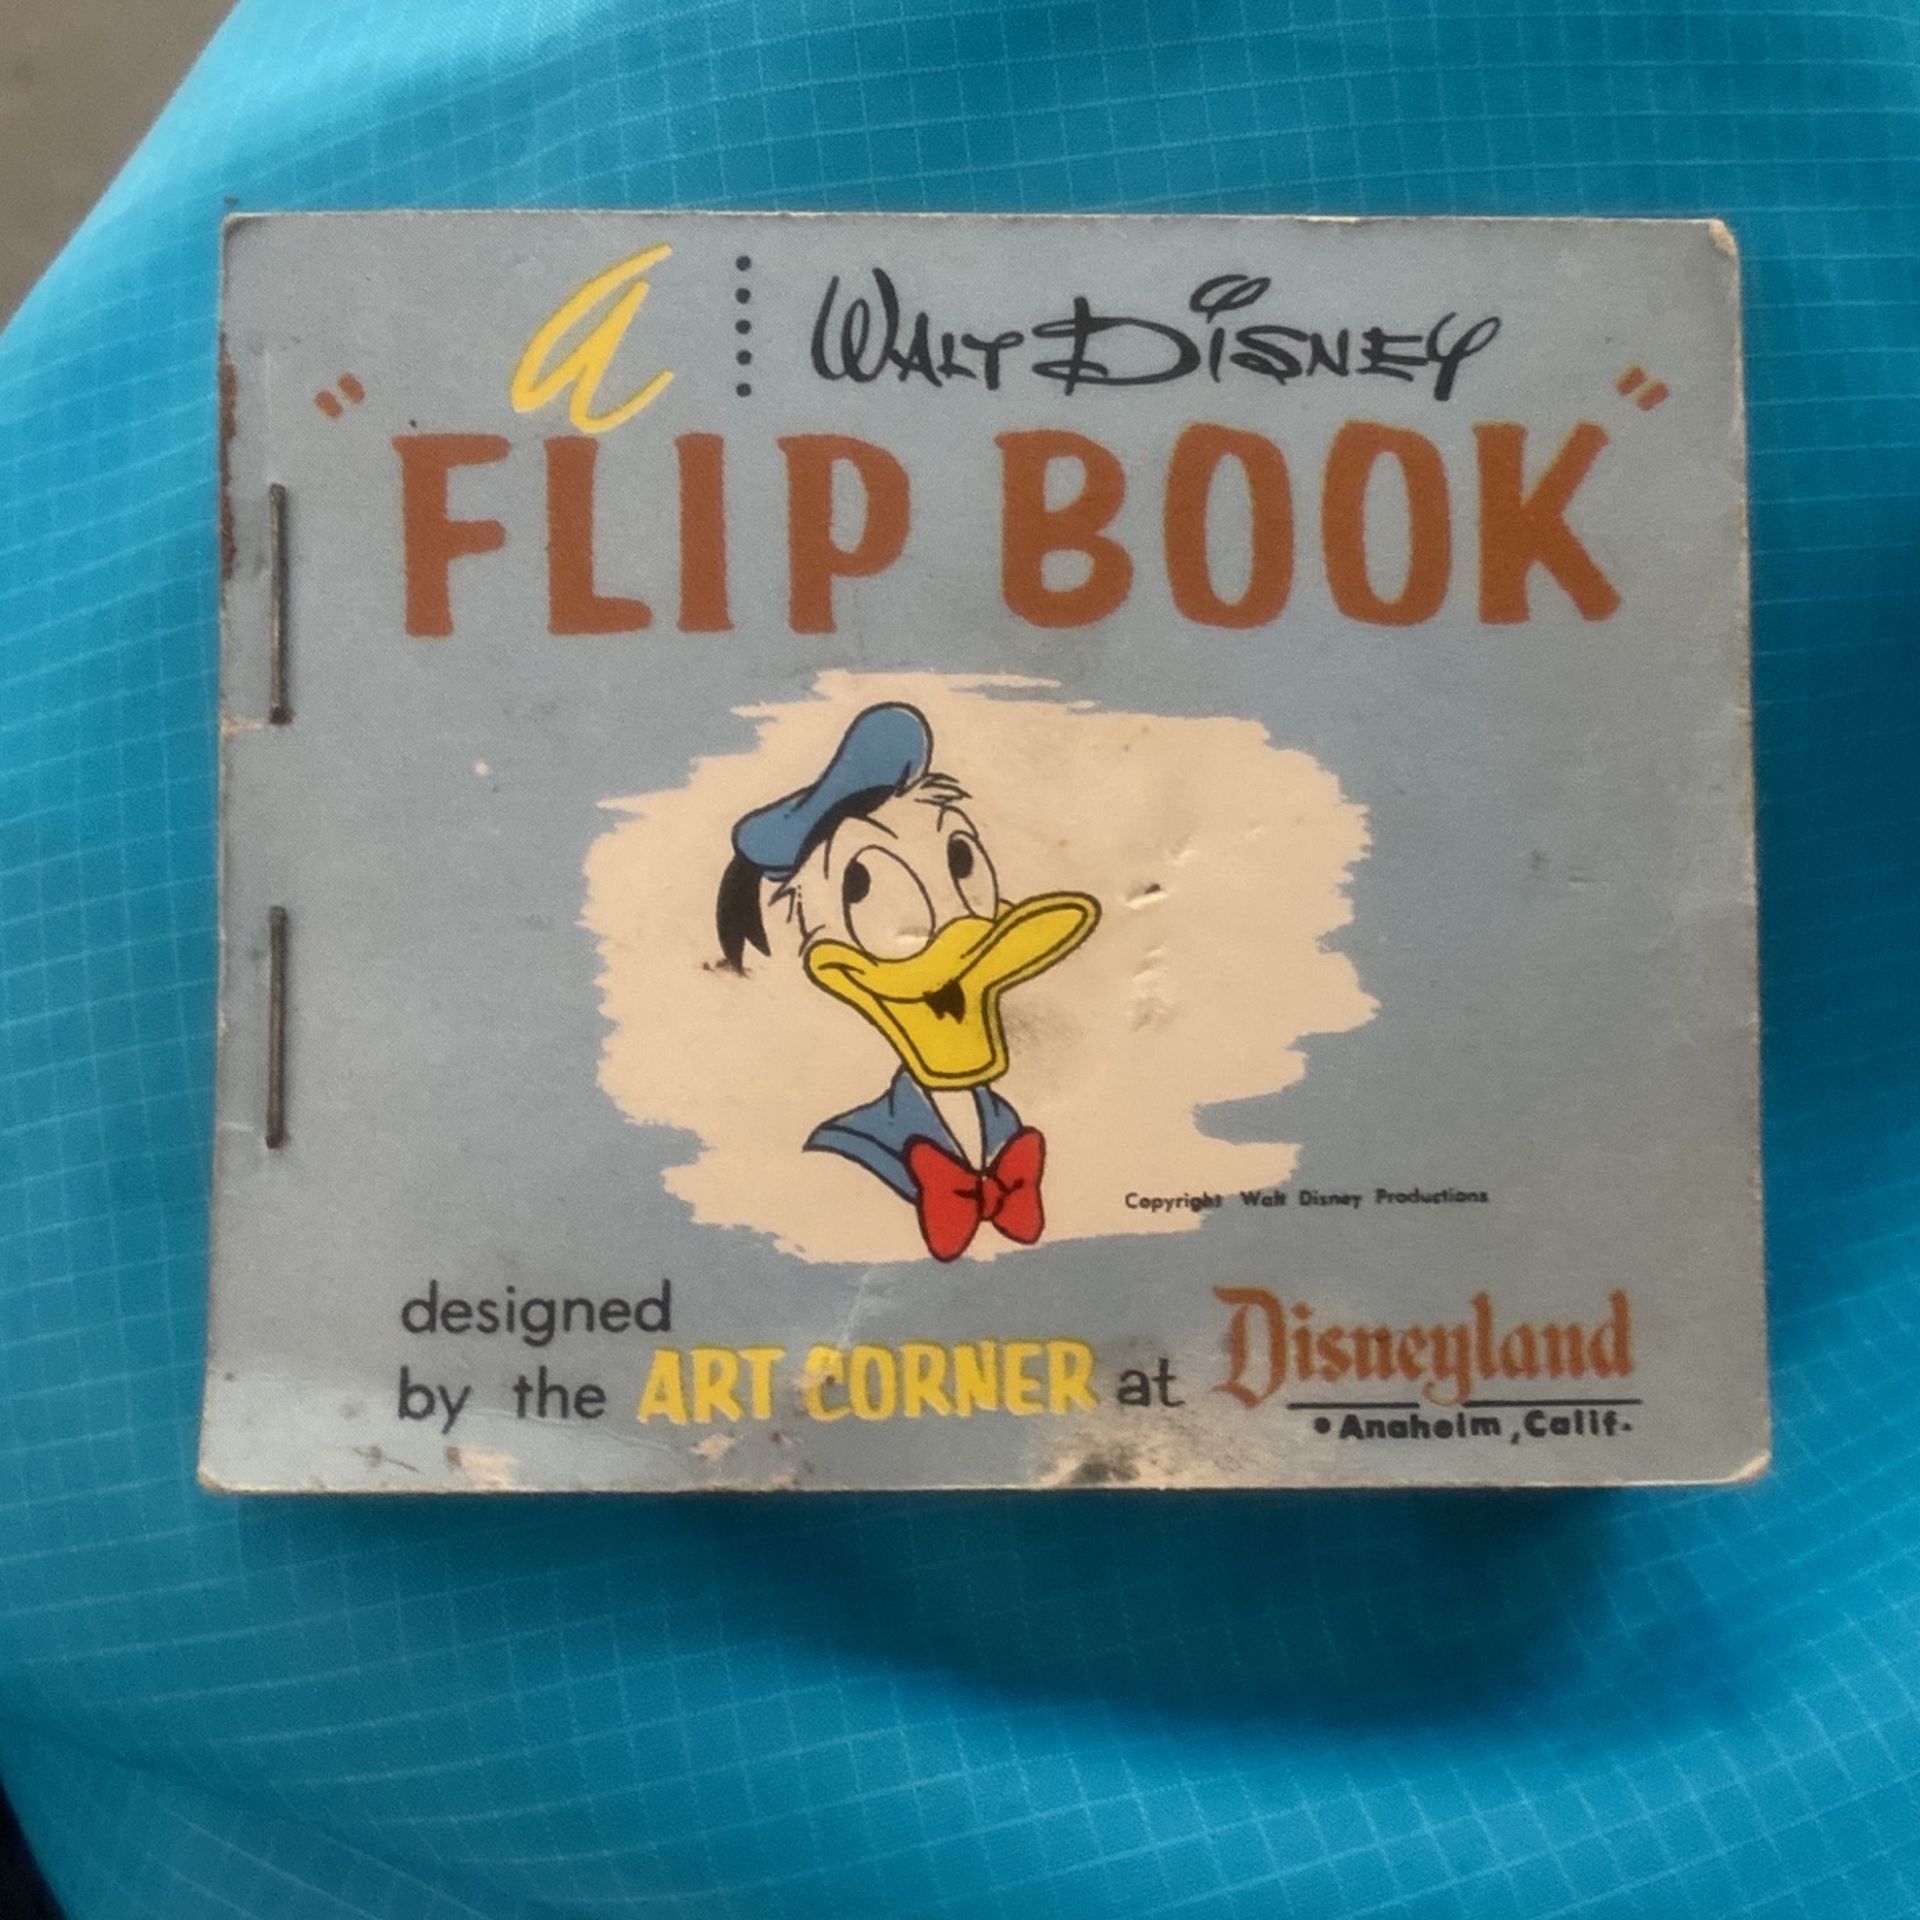 a WALT DISNEY
"FLIP BOOK"
Copyright Walt Disney Productions
designed
by the ART CORNER at Disneyland
• Anaheim, Calif.